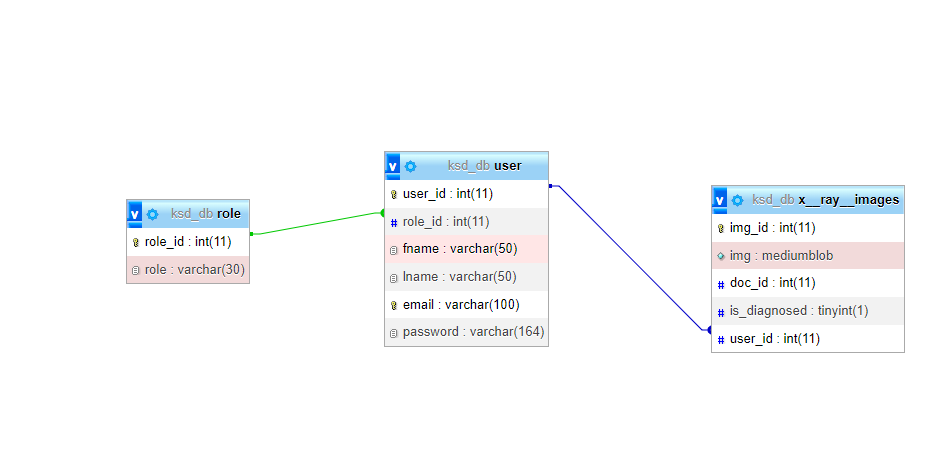 ksd_db role
role_id : int(11)
role : varchar(30)
v ksd_db user
user_id : int(11)
# role_id : int(11)
fname : varchar(50)
lname : varchar(50)
email : varchar(100)
password : varchar(164)
v ksd_db x__ray__images
img_id : int(11)
img : mediumblob
# doc_id : int(11)
# is_diagnosed : tinyint(1)
# user_id : int(11)